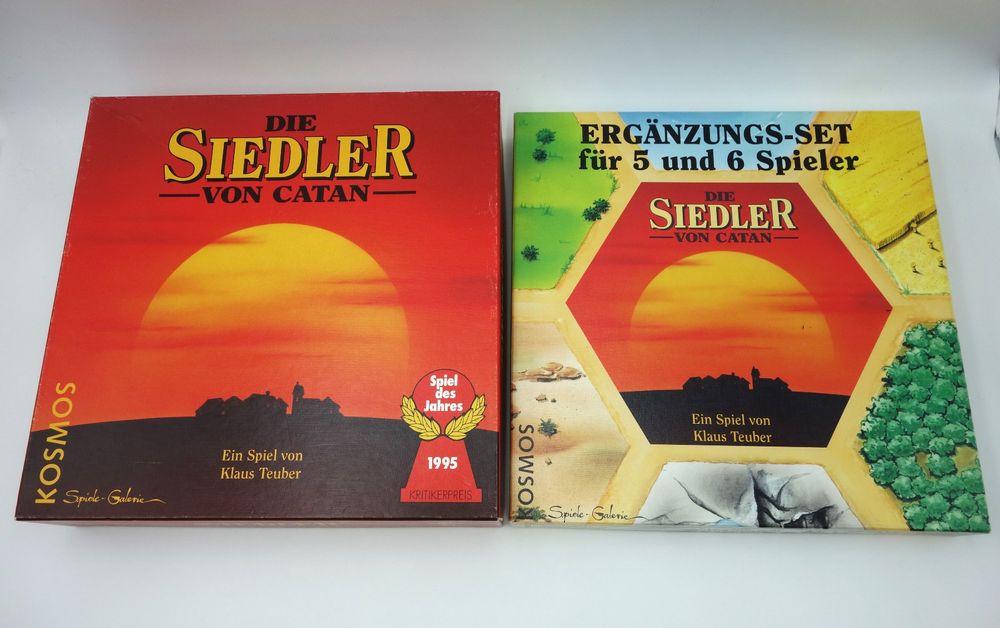 DIE
SIEDLER
VON CATAN
Spiel
des
Jahres
1995
KRITIKERPREIS
Ein Spiel von
Klaus Teuber
KOSMOS
Spiele-Galerie
ERGÄNZUNGS-SET
für 5 und 6 Spieler
DIE
SIEDLER
VON CATAN
Ein Spiel von
Klaus Teuber
KOSMOS
Spiele-Galerie